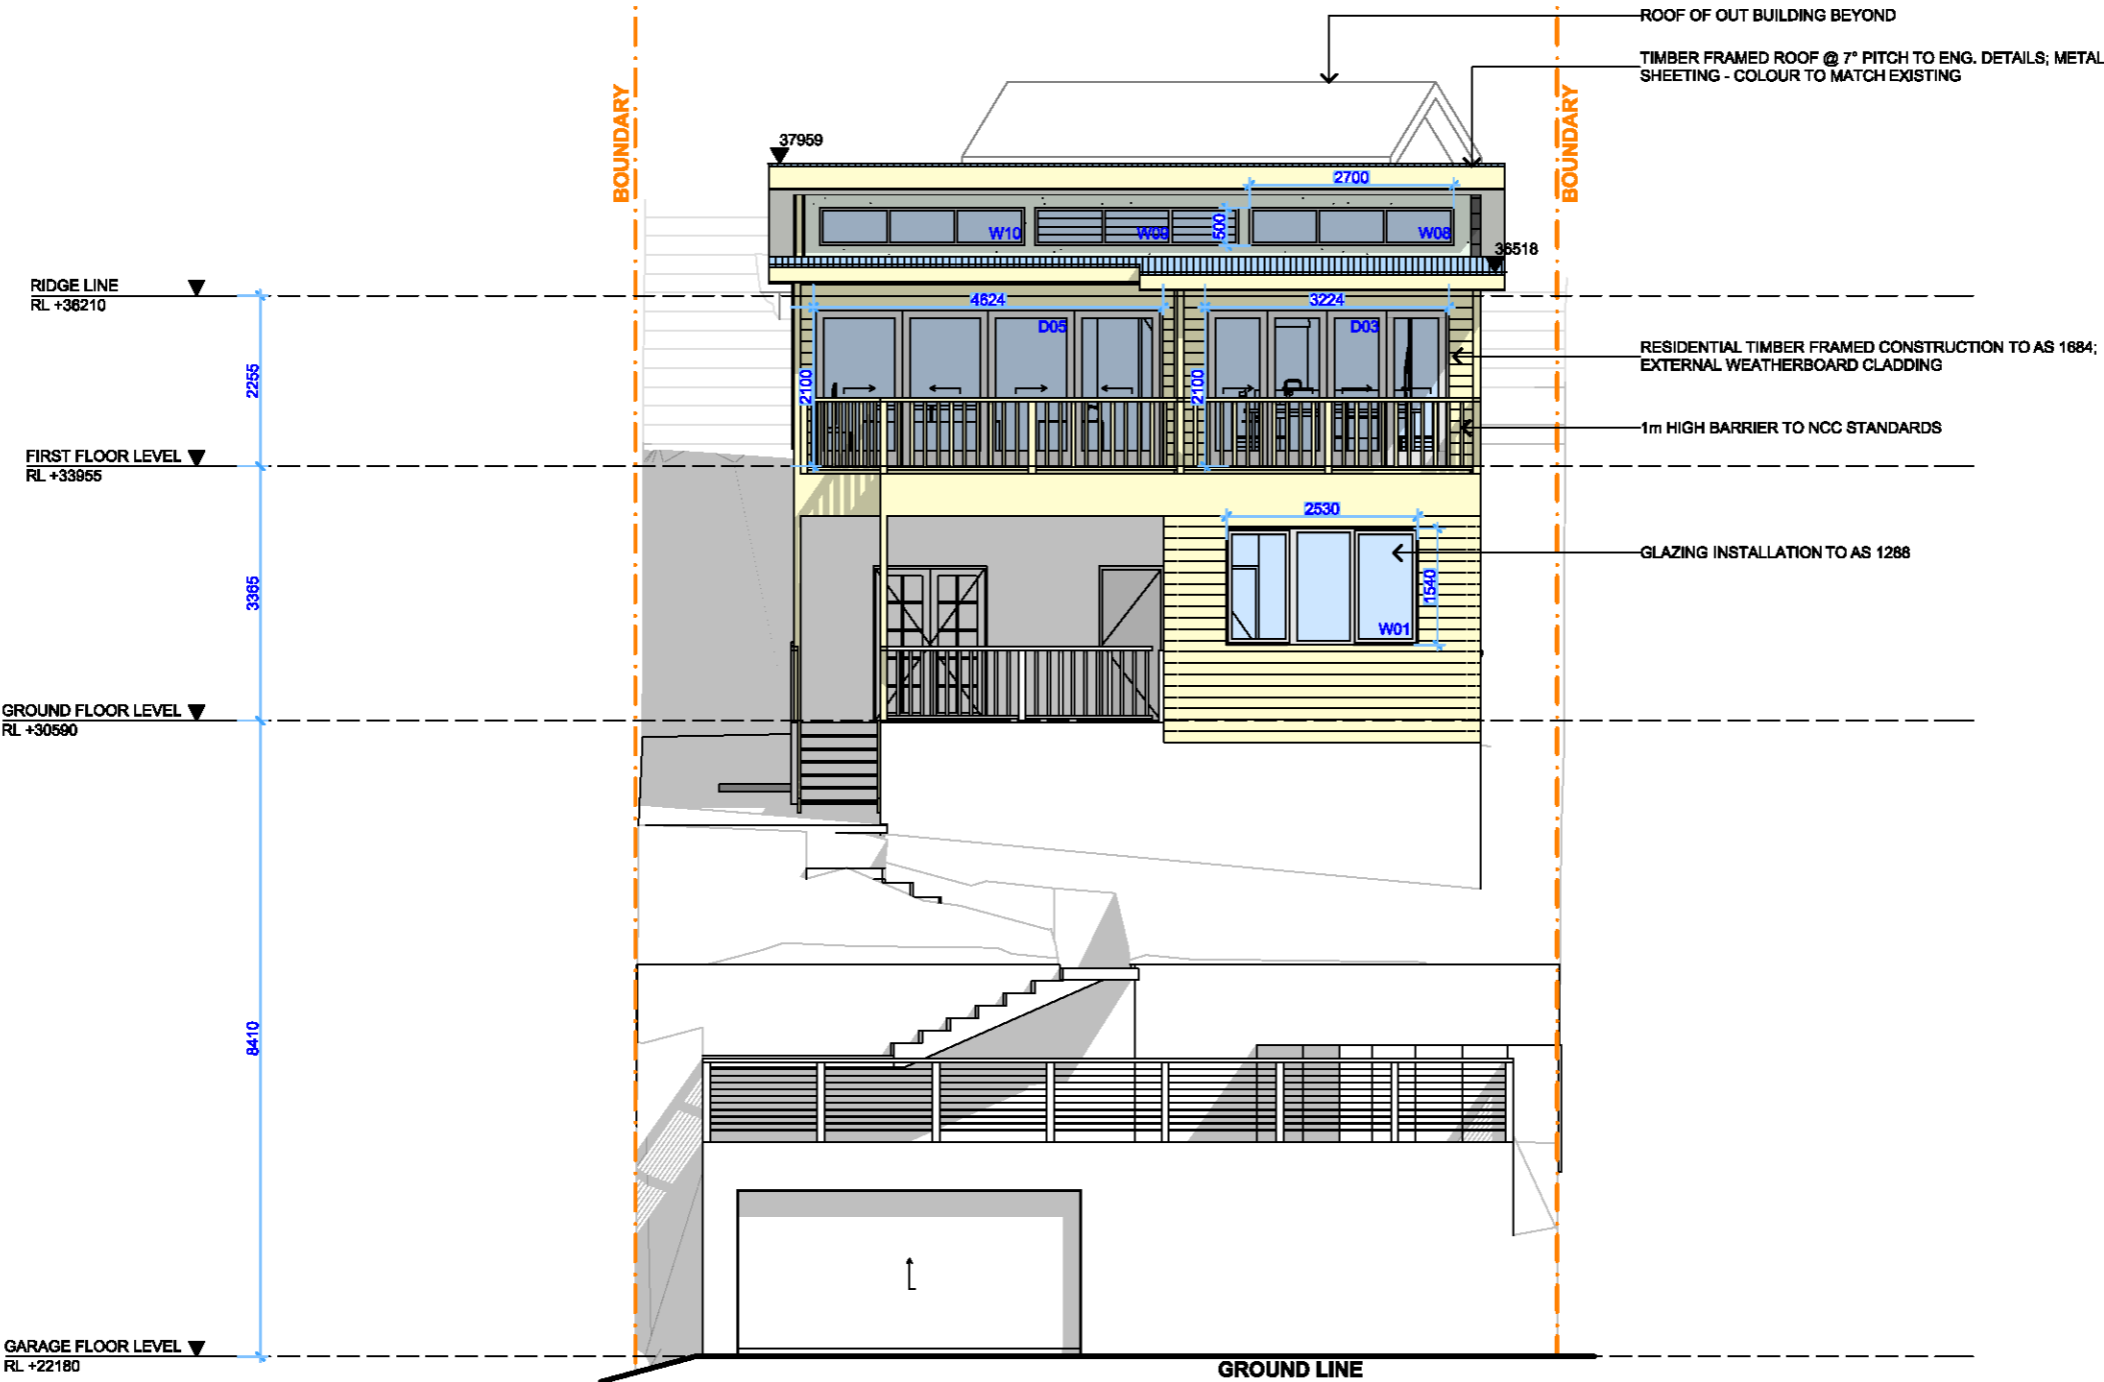 ROOF OF OUT BUILDING BEYOND
TIMBER FRAMED ROOF @ 7° PITCH TO ENG. DETAILS; METAL
SHEETING - COLOUR TO MATCH EXISTING
BOUNDARY
BOUNDARY
37959
2700
500
W10
W09
W08
36518
RIDGE LINE
RL +36210
4624
3224
D05
D03
RESIDENTIAL TIMBER FRAMED CONSTRUCTION TO AS 1684;
EXTERNAL WEATHERBOARD CLADDING
2255
2100
2100
1m HIGH BARRIER TO NCC STANDARDS
FIRST FLOOR LEVEL
RL +33955
2530
GLAZING INSTALLATION TO AS 1288
3365
1540
W01
GROUND FLOOR LEVEL
RL +30590
8410
GARAGE FLOOR LEVEL
RL +22180
GROUND LINE